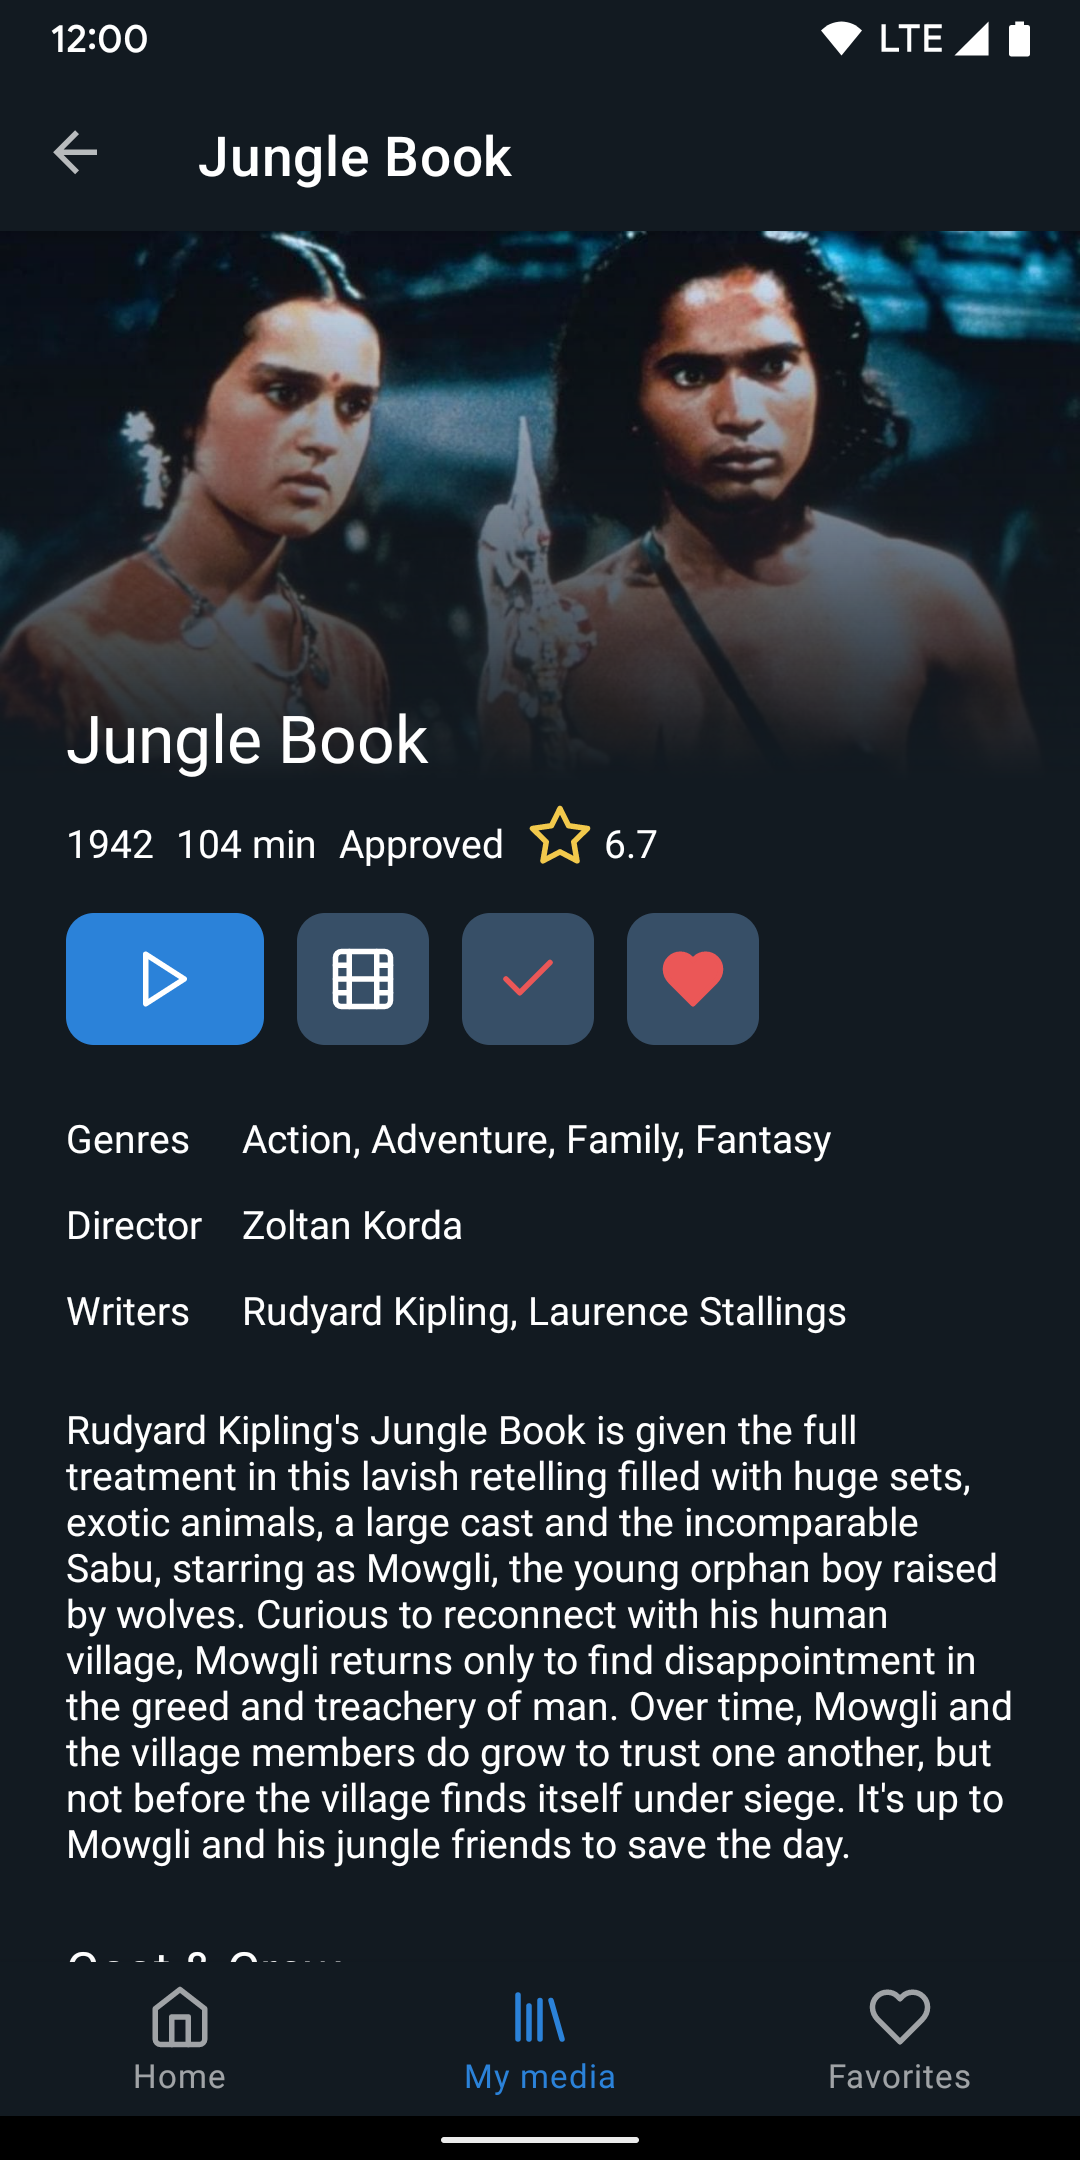 12:00
LTE
Jungle Book
Jungle Book
1942 104 min Approved 6.7
Genres Action, Adventure, Family, Fantasy
Director Zoltan Korda
Writers Rudyard Kipling, Laurence Stallings
Rudyard Kipling's Jungle Book is given the full
treatment in this lavish retelling filled with huge sets,
exotic animals, a large cast and the incomparable
Sabu, starring as Mowgli, the young orphan boy raised
by wolves. Curious to reconnect with his human
village, Mowgli returns only to find disappointment in
the greed and treachery of man. Over time, Mowgli and
the village members do grow to trust one another, but
not before the village finds itself under siege. It's up to
Mowgli and his jungle friends to save the day.
Cast & Crew
Home
My media
Favorites